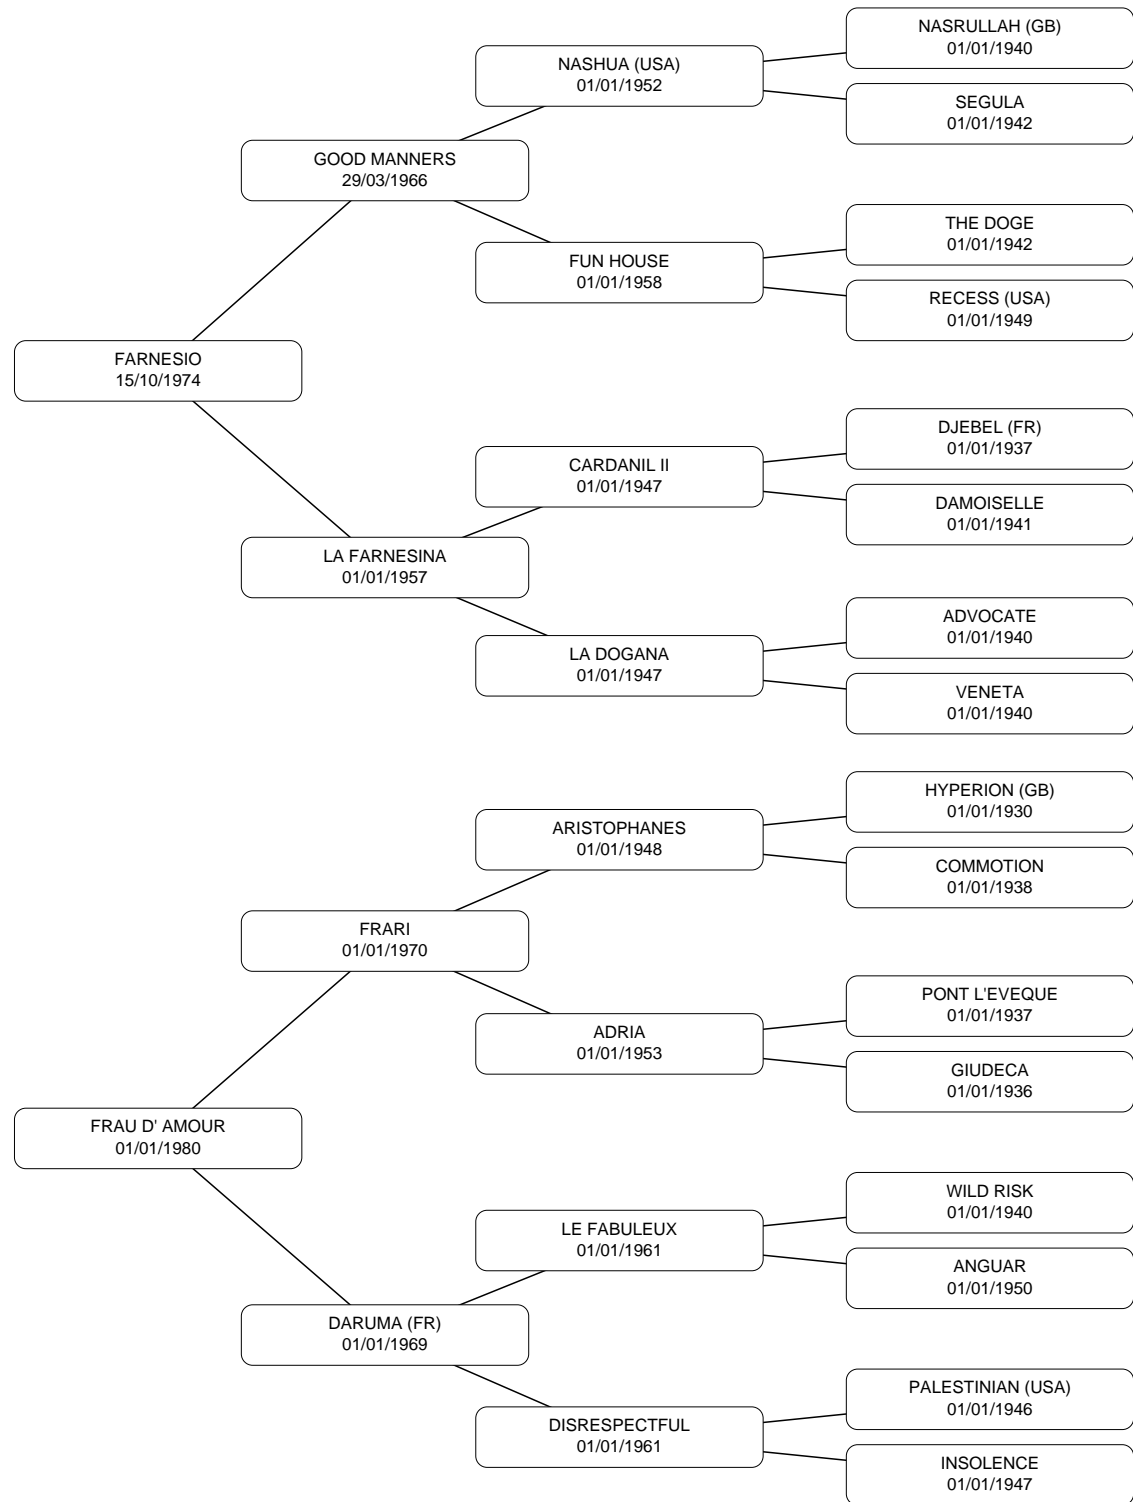 NASRULLAH (GB)
01/01/1940
NASHUA (USA)
01/01/1952
SEGULA
01/01/1942
GOOD MANNERS
29/03/1966
THE DOGE
01/01/1942
FUN HOUSE
01/01/1958
RECESS (USA)
01/01/1949
FARNESIO
15/10/1974
DJEBEL (FR)
01/01/1937
CARDANIL II
01/01/1947
DAMOISELLE
01/01/1941
LA FARNESINA
01/01/1957
ADVOCATE
01/01/1940
LA DOGANA
01/01/1947
VENETA
01/01/1940
HYPERION (GB)
01/01/1930
ARISTOPHANES
01/01/1948
COMMOTION
01/01/1938
FRARI
01/01/1970
PONT L'EVEQUE
01/01/1937
ADRIA
01/01/1953
GIUDECA
01/01/1936
FRAU D' AMOUR
01/01/1980
WILD RISK
01/01/1940
LE FABULEUX
01/01/1961
ANGUAR
01/01/1950
DARUMA (FR)
01/01/1969
PALESTINIAN (USA)
01/01/1946
DISRESPECTFUL
01/01/1961
INSOLENCE
01/01/1947